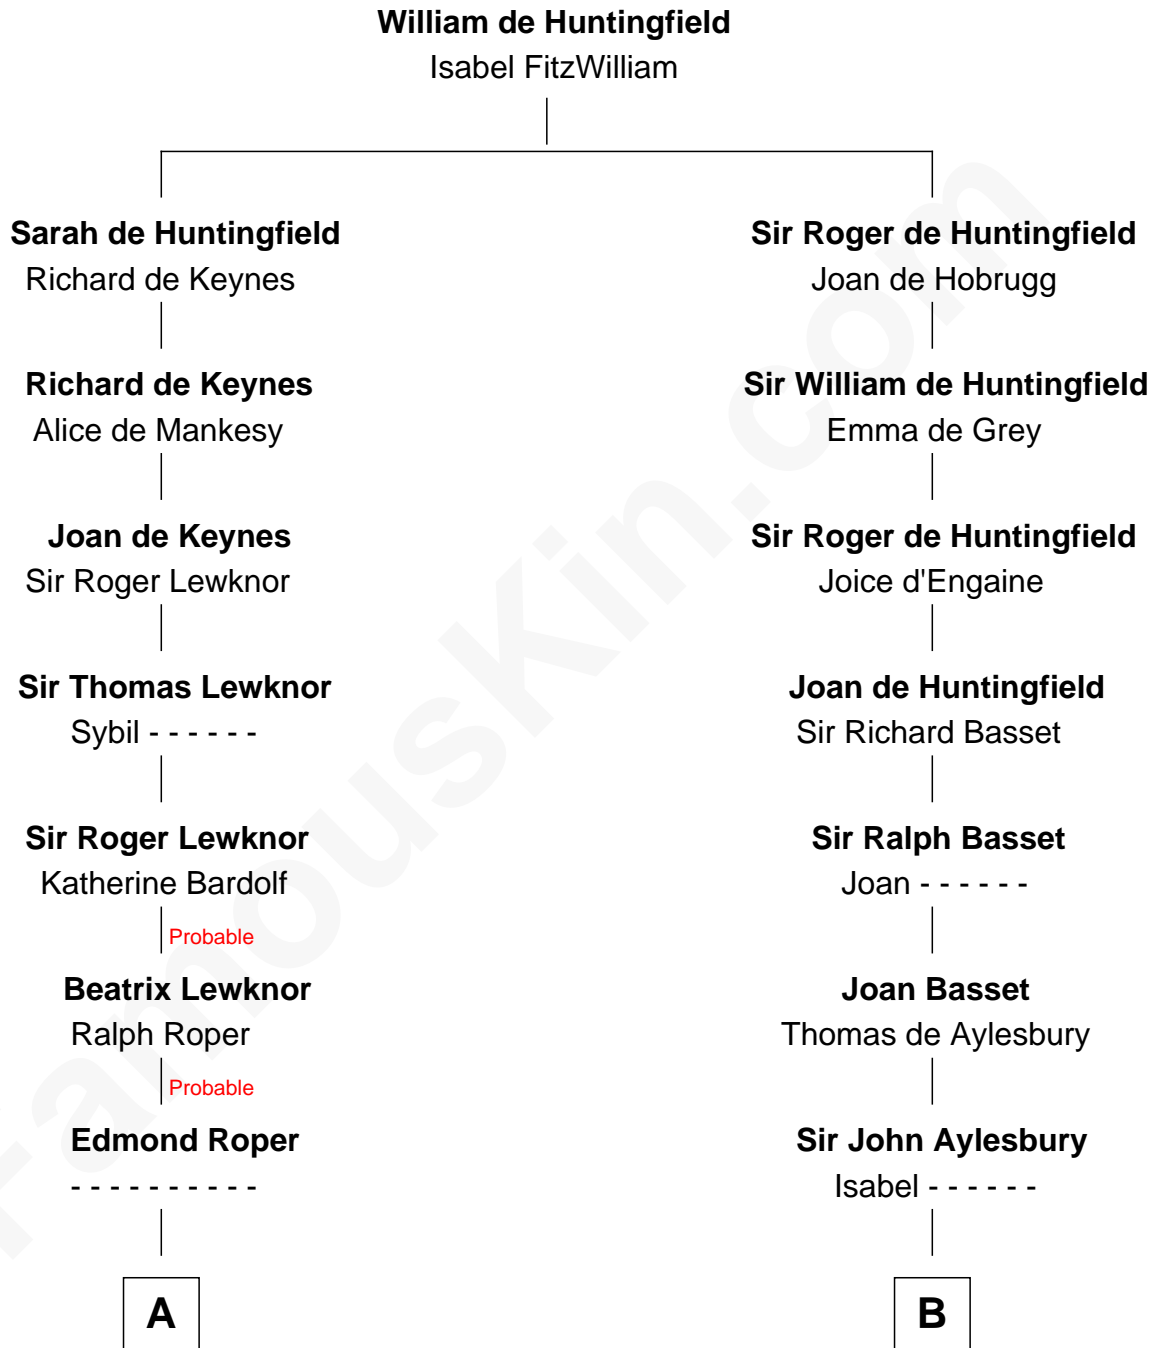 William de Huntingfield
Isabel FitzWilliam
Sarah de Huntingfield
Richard de Keynes
Richard de Keynes
Alice de Mankesy
Joan de Keynes
Sir Roger Lewknor
Sir Thomas Lewknor
Sybil - - - - - -
Sir Roger Lewknor
Katherine Bardolf
Probable
Beatrix Lewknor
Ralph Roper
Probable
Edmond Roper
- - - - - - - - - -
A
Sir Roger de Huntingfield
Joan de Hobrugg
Sir William de Huntingfield
Emma de Grey
Sir Roger de Huntingfield
Joice d'Engaine
Joan de Huntingfield
Sir Richard Basset
Sir Ralph Basset
Joan - - - - - -
Joan Basset
Thomas de Aylesbury
Sir John Aylesbury
Isabel - - - - - -
B
FamousKin.com